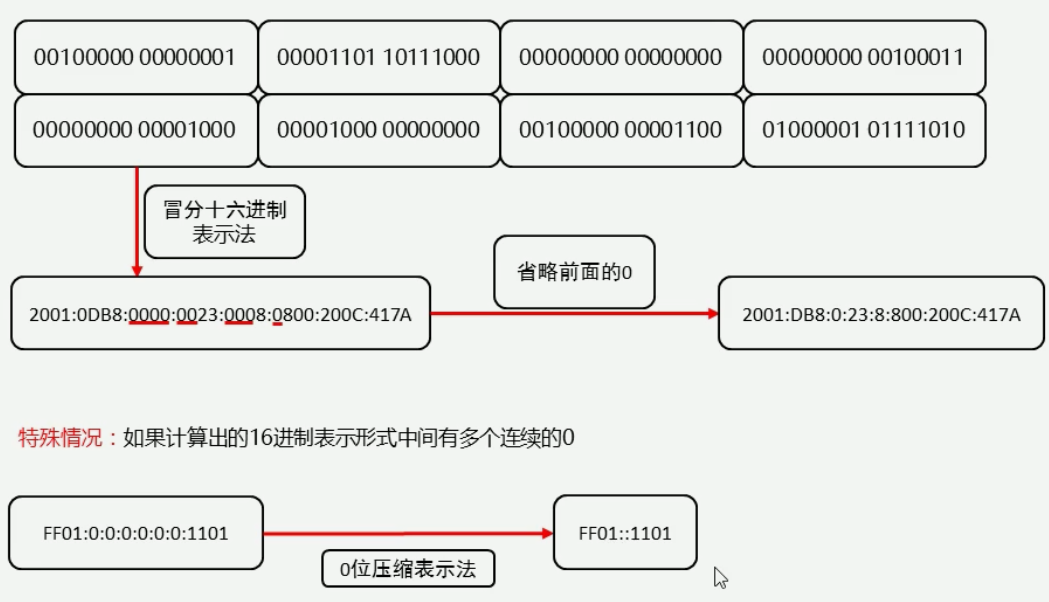 00100000 00000001 00001101 10111000 00000000 00000000 00000000 00100011
00000000 00001000 00001000 00000000 00100000 00001100 01000001 01111010
冒分十六进制
表示法
省略前面的0
2001:0DB8:0000:0023:0008:0800:200C:417A
2001:DB8:0:23:8:800:200C:417A
特殊情况：如果计算出的16进制表示形式中间有多个连续的0
FF01:0:0:0:0:0:0:1101
FF01::1101
0位压缩表示法